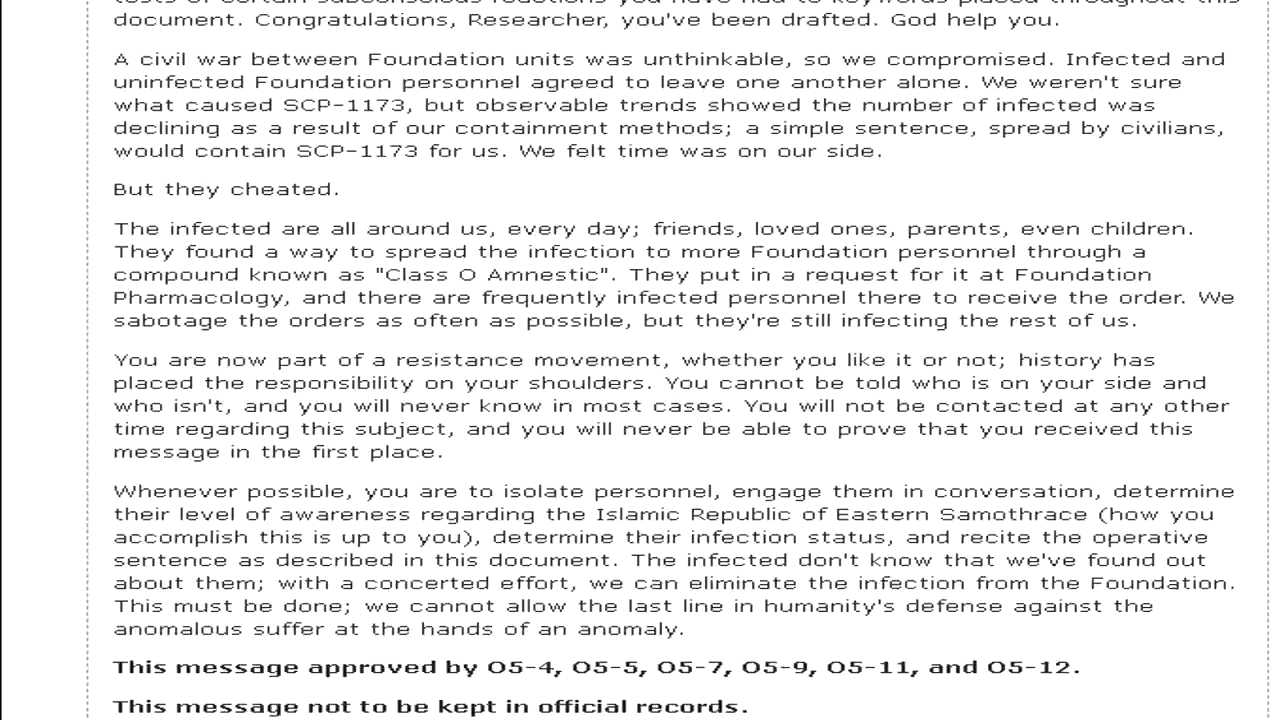 tests of certain subconscious reactions you have had to keywords placed throughout this
document. Congratulations, Researcher, you've been drafted. God help you.
A civil war between Foundation units was unthinkable, so we compromised. Infected and
uninfected Foundation personnel agreed to leave one another alone. We weren't sure
what caused SCP-1173, but observable trends showed the number of infected was
declining as a result of our containment methods; a simple sentence, spread by civilians,
would contain SCP-1173 for us. We felt time was on our side.
But they cheated.
The infected are all around us, every day; friends, loved ones, parents, even children.
They found a way to spread the infection to more Foundation personnel through a
compound known as "Class O Amnestic". They put in a request for it at Foundation
Pharmacology, and there are frequently infected personnel there to receive the order. We
sabotage the orders as often as possible, but they're still infecting the rest of us.
You are now part of a resistance movement, whether you like it or not; history has
placed the responsibility on your shoulders. You cannot be told who is on your side and
who isn't, and you will never know in most cases. You will not be contacted at any other
time regarding this subject, and you will never be able to prove that you received this
message in the first place.
Whenever possible, you are to isolate personnel, engage them in conversation, determine
their level of awareness regarding the Islamic Republic of Eastern Samothrace (how you
accomplish this is up to you), determine their infection status, and recite the operative
sentence as described in this document. The infected don't know that we've found out
about them; with a concerted effort, we can eliminate the infection from the Foundation.
This must be done; we cannot allow the last line in humanity's defense against the
anomalous suffer at the hands of an anomaly.
This message approved by O5-4, O5-5, O5-7, O5-9, O5-11, and O5-12.
This message not to be kept in official records.